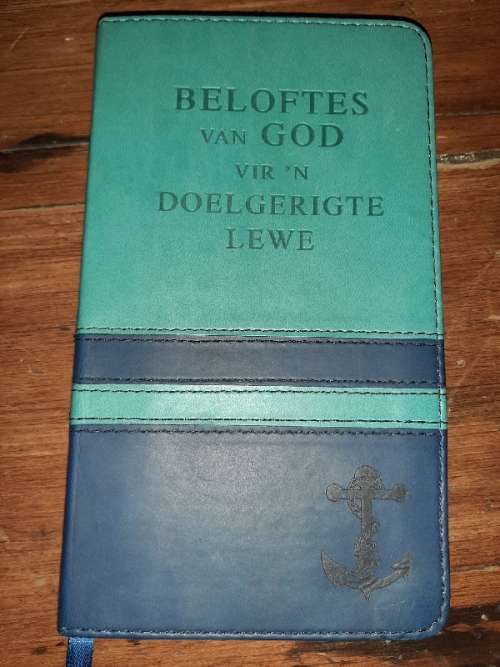 BELOFTES
VAN GOD
VIR 'N
DOELGERIGTE
LEWE